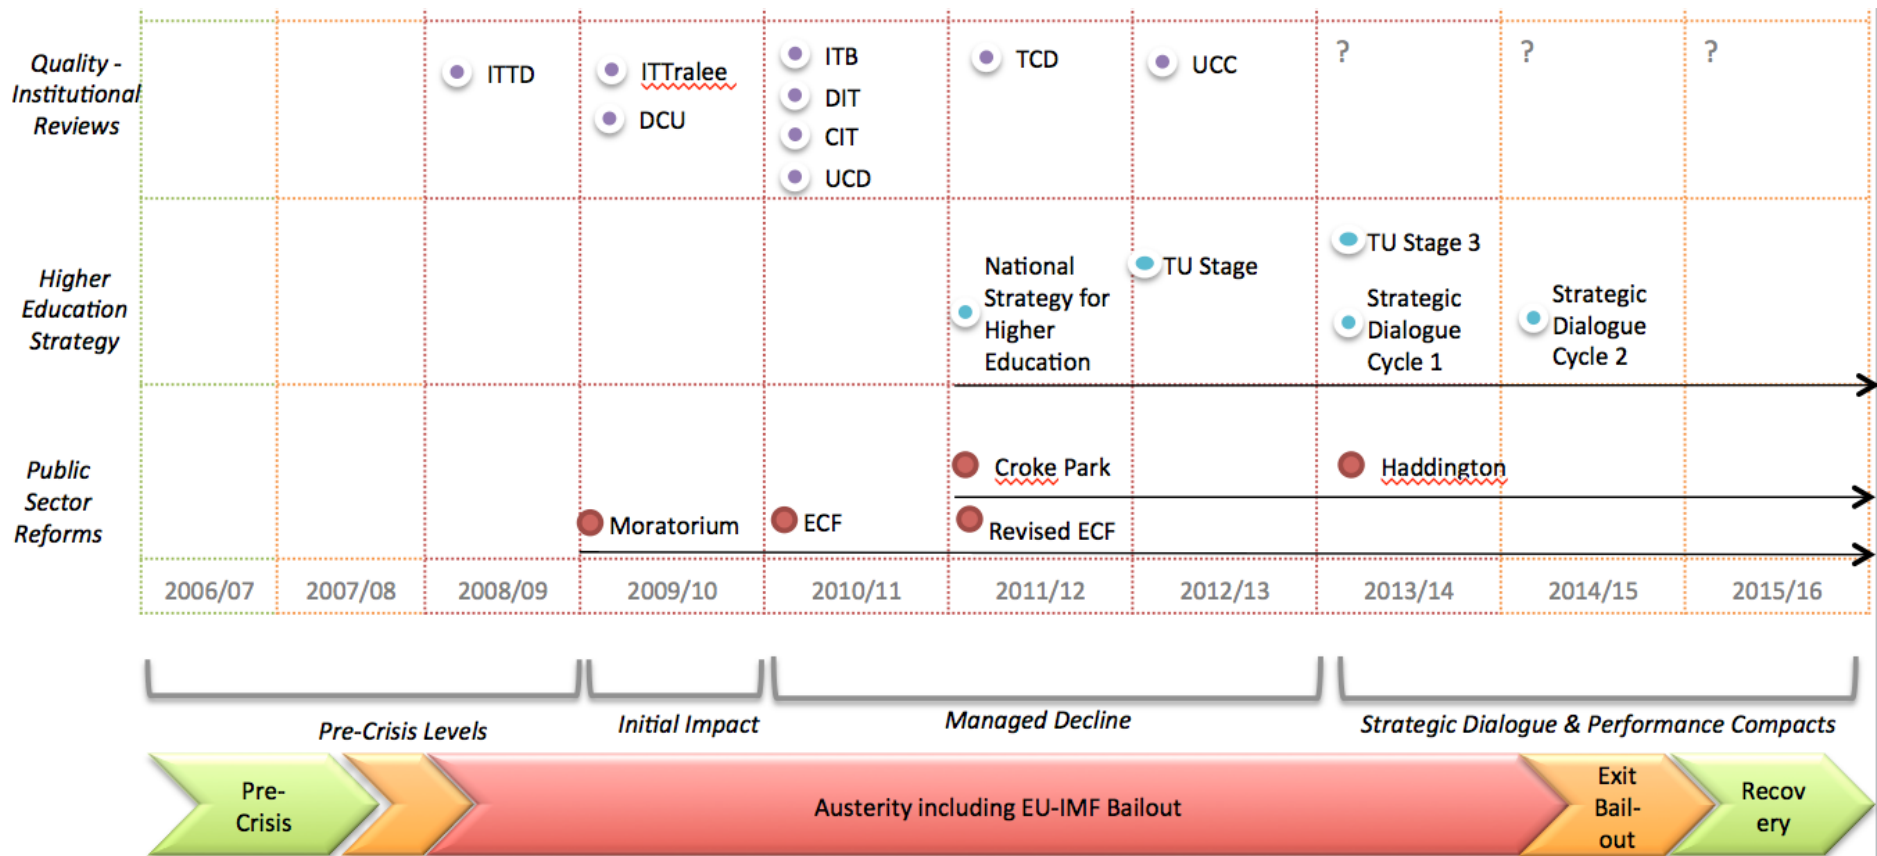 Quality -
Institutional
Reviews
ITTD
ITTralee
DCU
ITB
DIT
CIT
UCD
TCD
UCC
?
?
?
Higher
Education
Strategy
National
Strategy for
Higher
Education
TU Stage
TU Stage 3
Strategic
Dialogue
Cycle 1
Strategic
Dialogue
Cycle 2
Public
Sector
Reforms
Moratorium
ECF
Croke Park
Revised ECF
Haddington
2006/07
2007/08
2008/09
2009/10
2010/11
2011/12
2012/13
2013/14
2014/15
2015/16
Pre-Crisis Levels
Initial Impact
Managed Decline
Strategic Dialogue & Performance Compacts
Pre-
Crisis
Austerity including EU-IMF Bailout
Exit
Bail-
out
Recov
ery